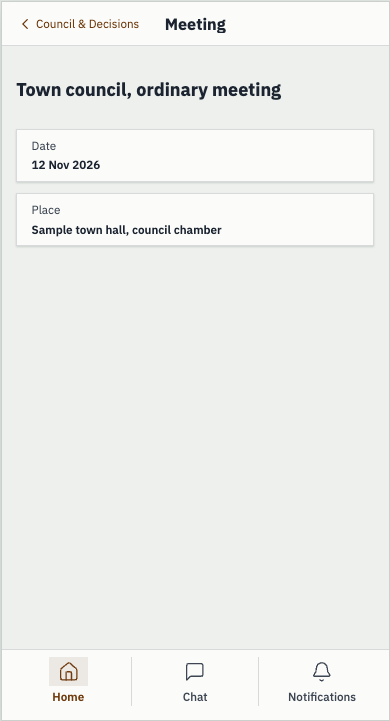 Council & Decisions
Meeting
Town council, ordinary meeting
Date
12 Nov 2026
Place
Sample town hall, council chamber
Home
Chat
Notifications